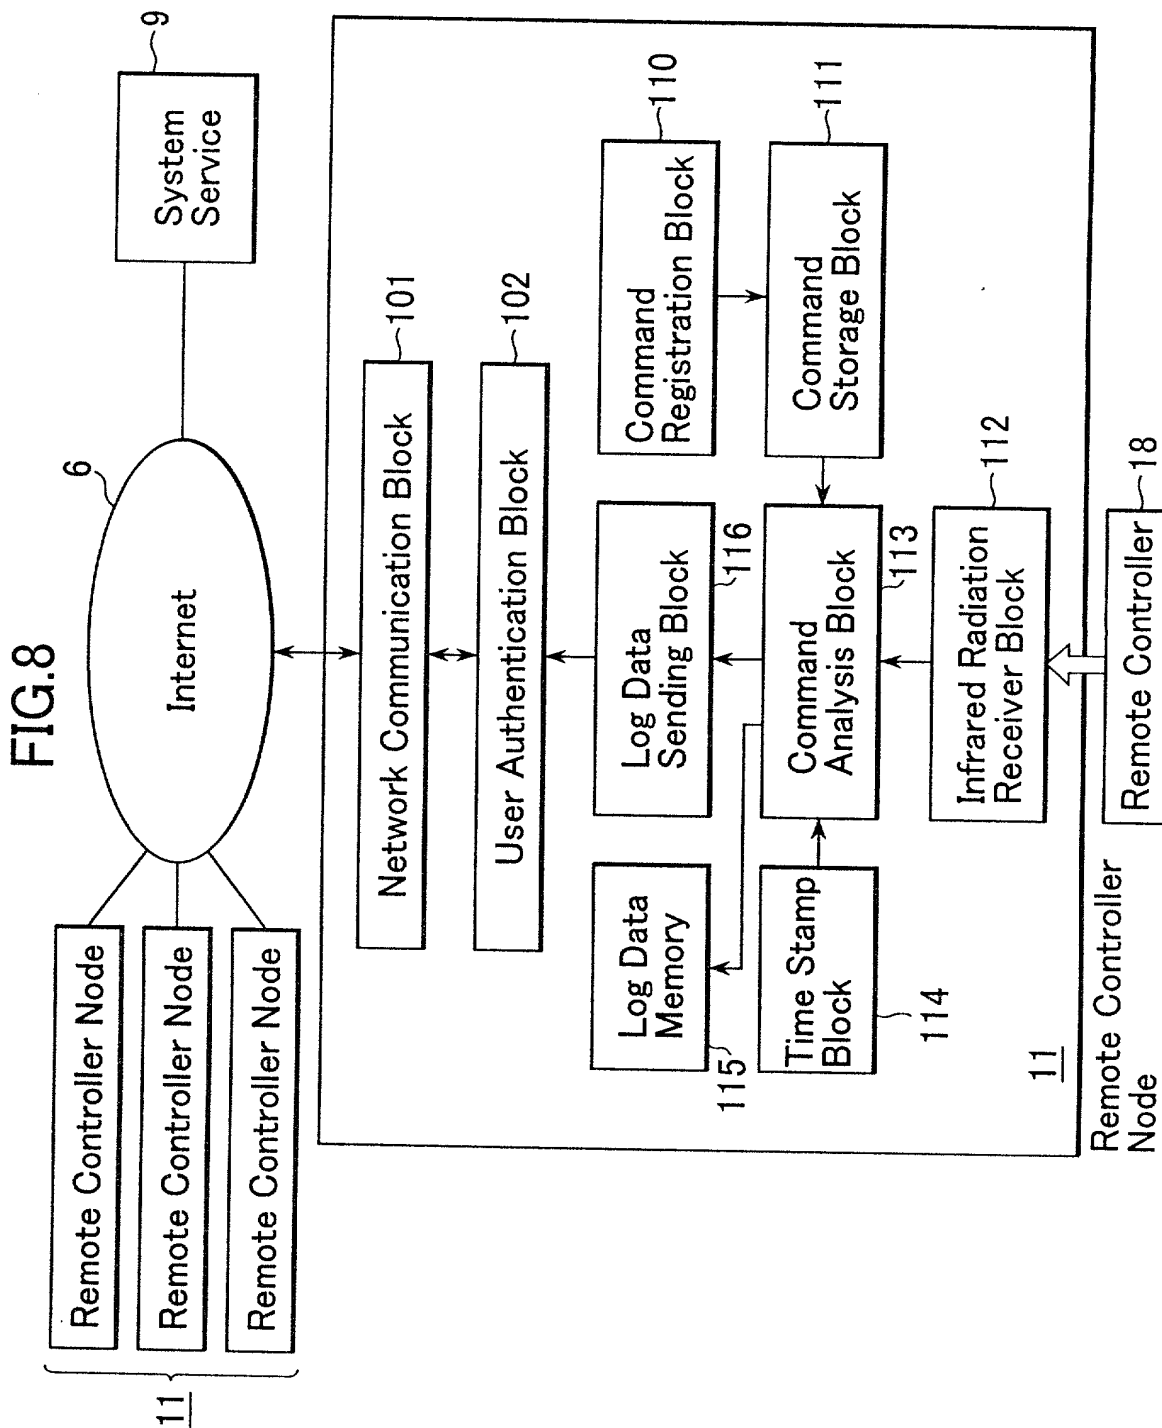 FIG.8
11
Remote Controller Node
Remote Controller Node
Remote Controller Node
6
Internet
9
System
Service
Network Communication Block
101
User Authentication Block
102
Log Data
Memory
115
Log Data
Sending Block
116
Command
Registration Block
110
Time Stamp
Block
114
Command
Analysis Block
113
Command
Storage Block
111
Infrared Radiation
Receiver Block
112
11
Remote Controller
Node
Remote Controller
18